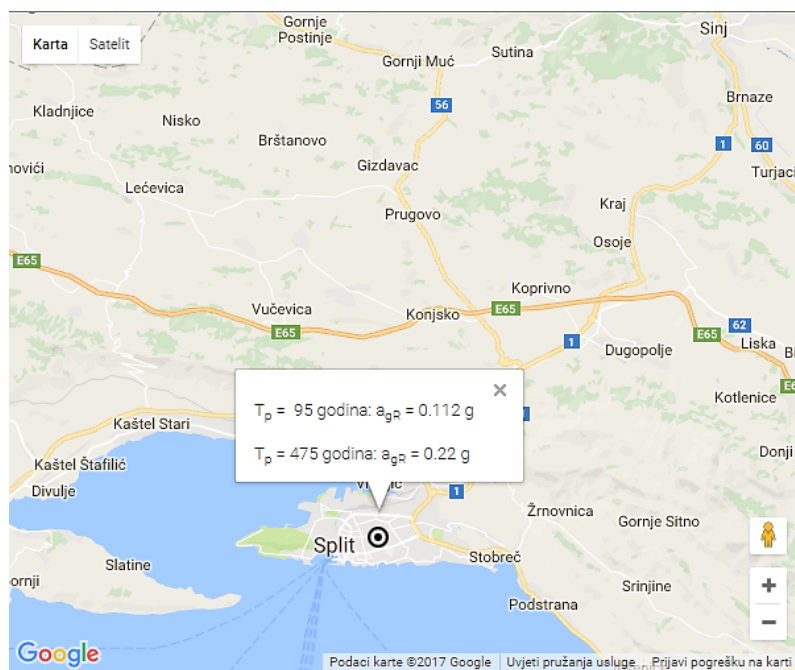 Gornje
Postinje
Sinj
Karta
Satelit
Sutina
Gornji Muć
Brnaze
56
Kladnjice
Nisko
Brštanovo
1
60
Gizdavac
Turjaci
Lećevica
Kraj
Prugovo
Osoje
E65
Koprivno
Vučevica
Konjsko
E65
62
E65
E65
1
Liska
Dugopolje
Kotlenice
Tp = 95 godina: agR = 0.112 g
Kaštel Stari
Tp = 475 godina: agR = 0.22 g
Donji
Kaštel Štafilić
Divulje
1
Žrnovnica
Gornje Sitno
Split
Stobreč
Slatine
Srinjine
Podstrana
Google
Podaci karte ©2017 Google
Uvjeti pružanja usluge
Prijavi pogrešku na karti